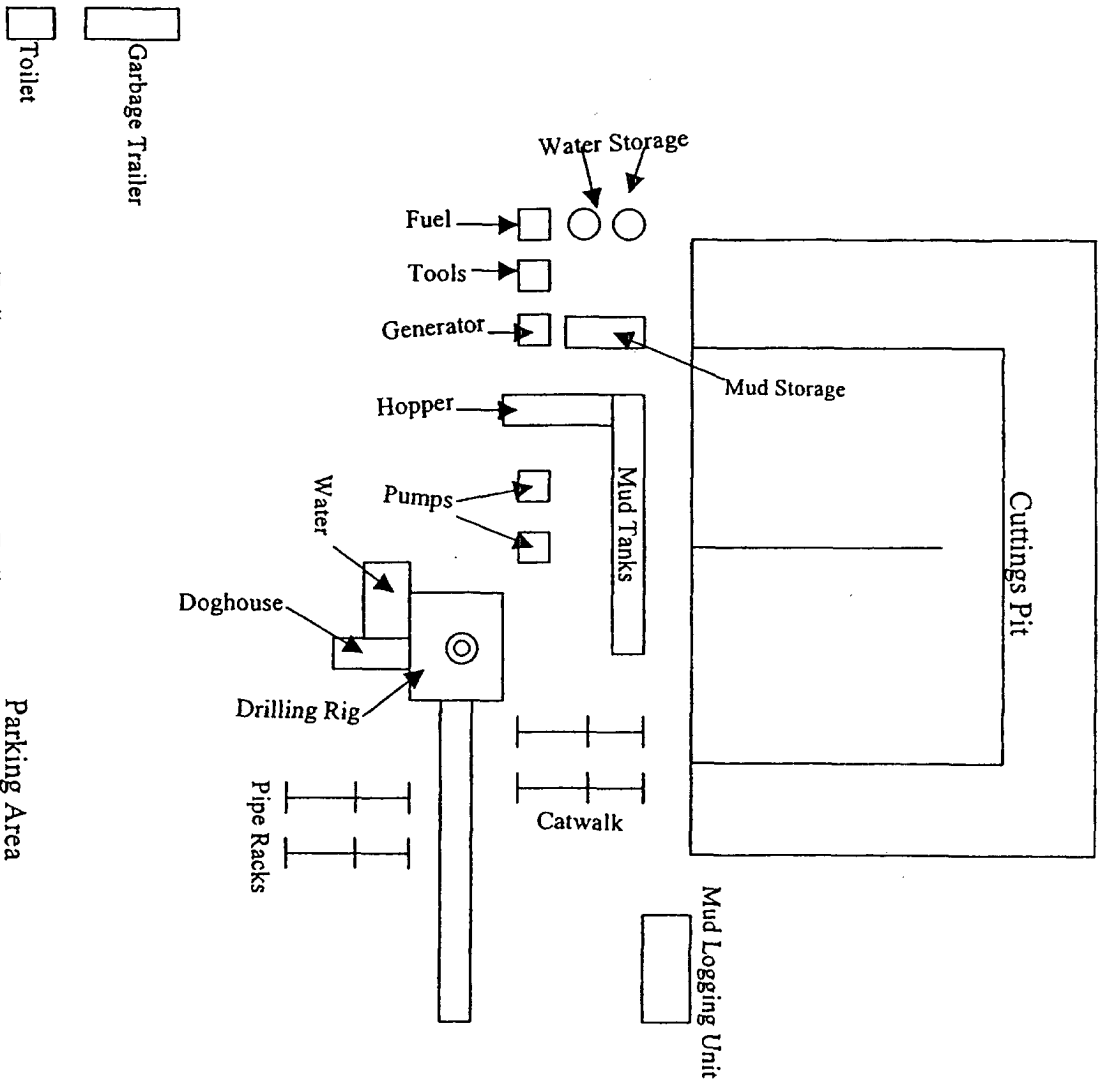 Toilet
Garbage Trailer
Water Storage
Fuel
Tools
Generator
Mud Storage
Hopper
Mud Tanks
Cuttings Pit
Pumps
Water
Doghouse
Drilling Rig
Parking Area
Pipe Racks
Catwalk
Mud Logging Unit